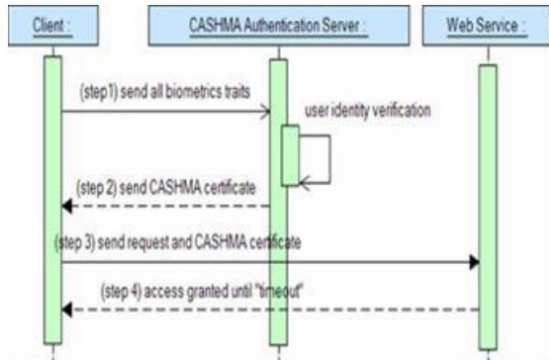 Client :
CASHMA Authentication Server :
Web Service :
(step1) send all biometrics traits
user identity verification
(step 2) send CASHMA certificate
(step 3) send request and CASHMA certificate
(step 4) access granted until "timeout"